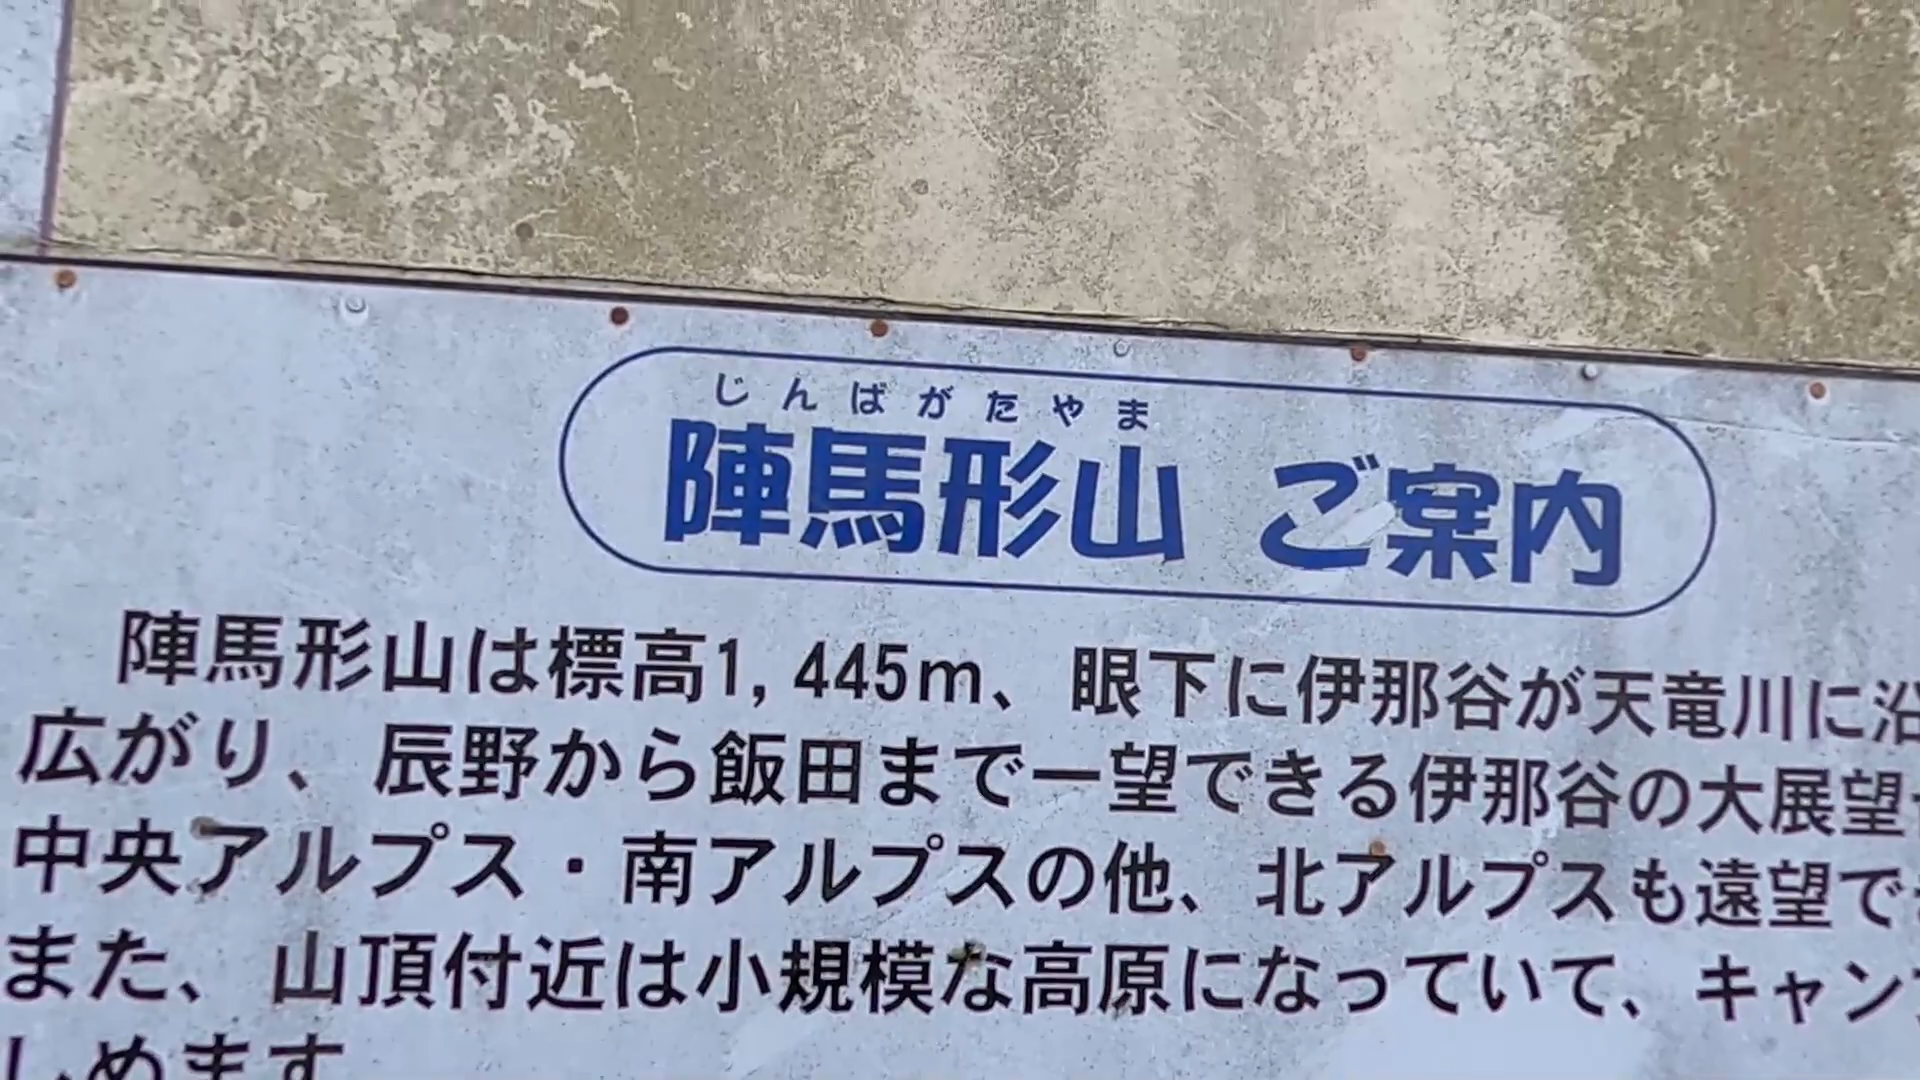 じんばがたやま
陣馬形山 ご案内
陣馬形山は標高1,445m、眼下に伊那谷が天竜川に沿
広がり、辰野から飯田まで一望できる伊那谷の大展望
中央アルプス・南アルプスの他、北アルプスも遠望で
また、山頂付近は小規模な高原になっていて、キャン
しめます